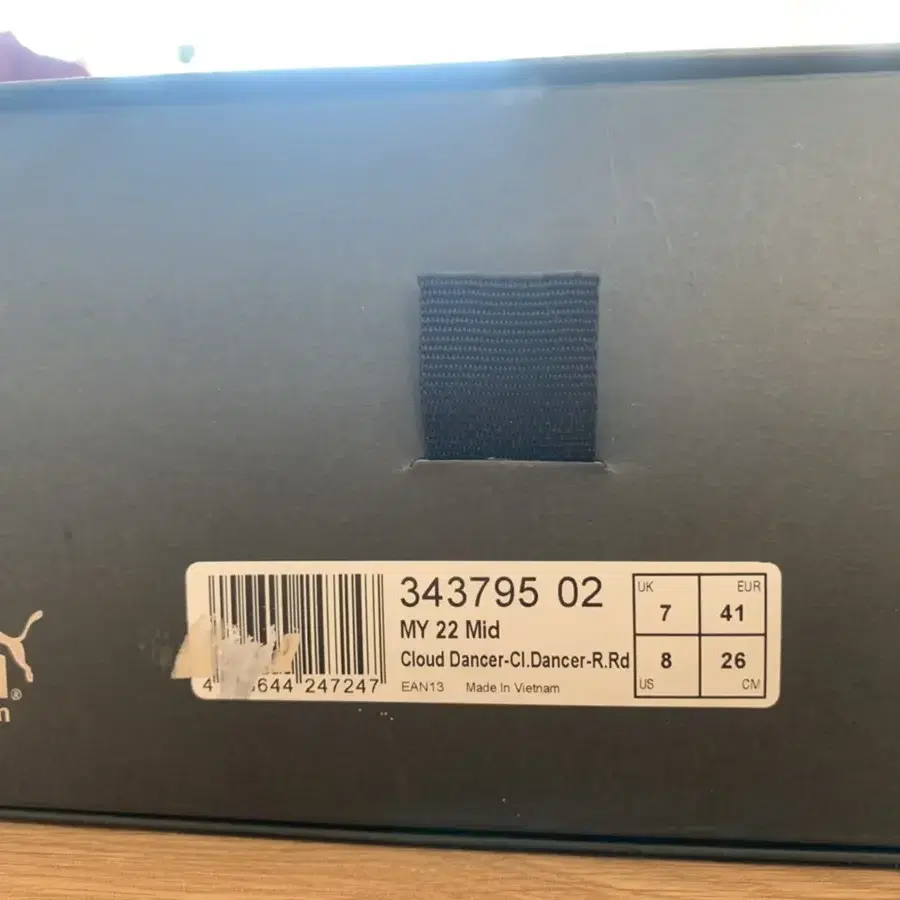 343795 02
MY 22 Mid
Cloud Dancer-Cl.Dancer-R.Rd
4 644 247247
EAN13 Made In Vietnam
UK 7
EUR 41
8 US
26 CM
®